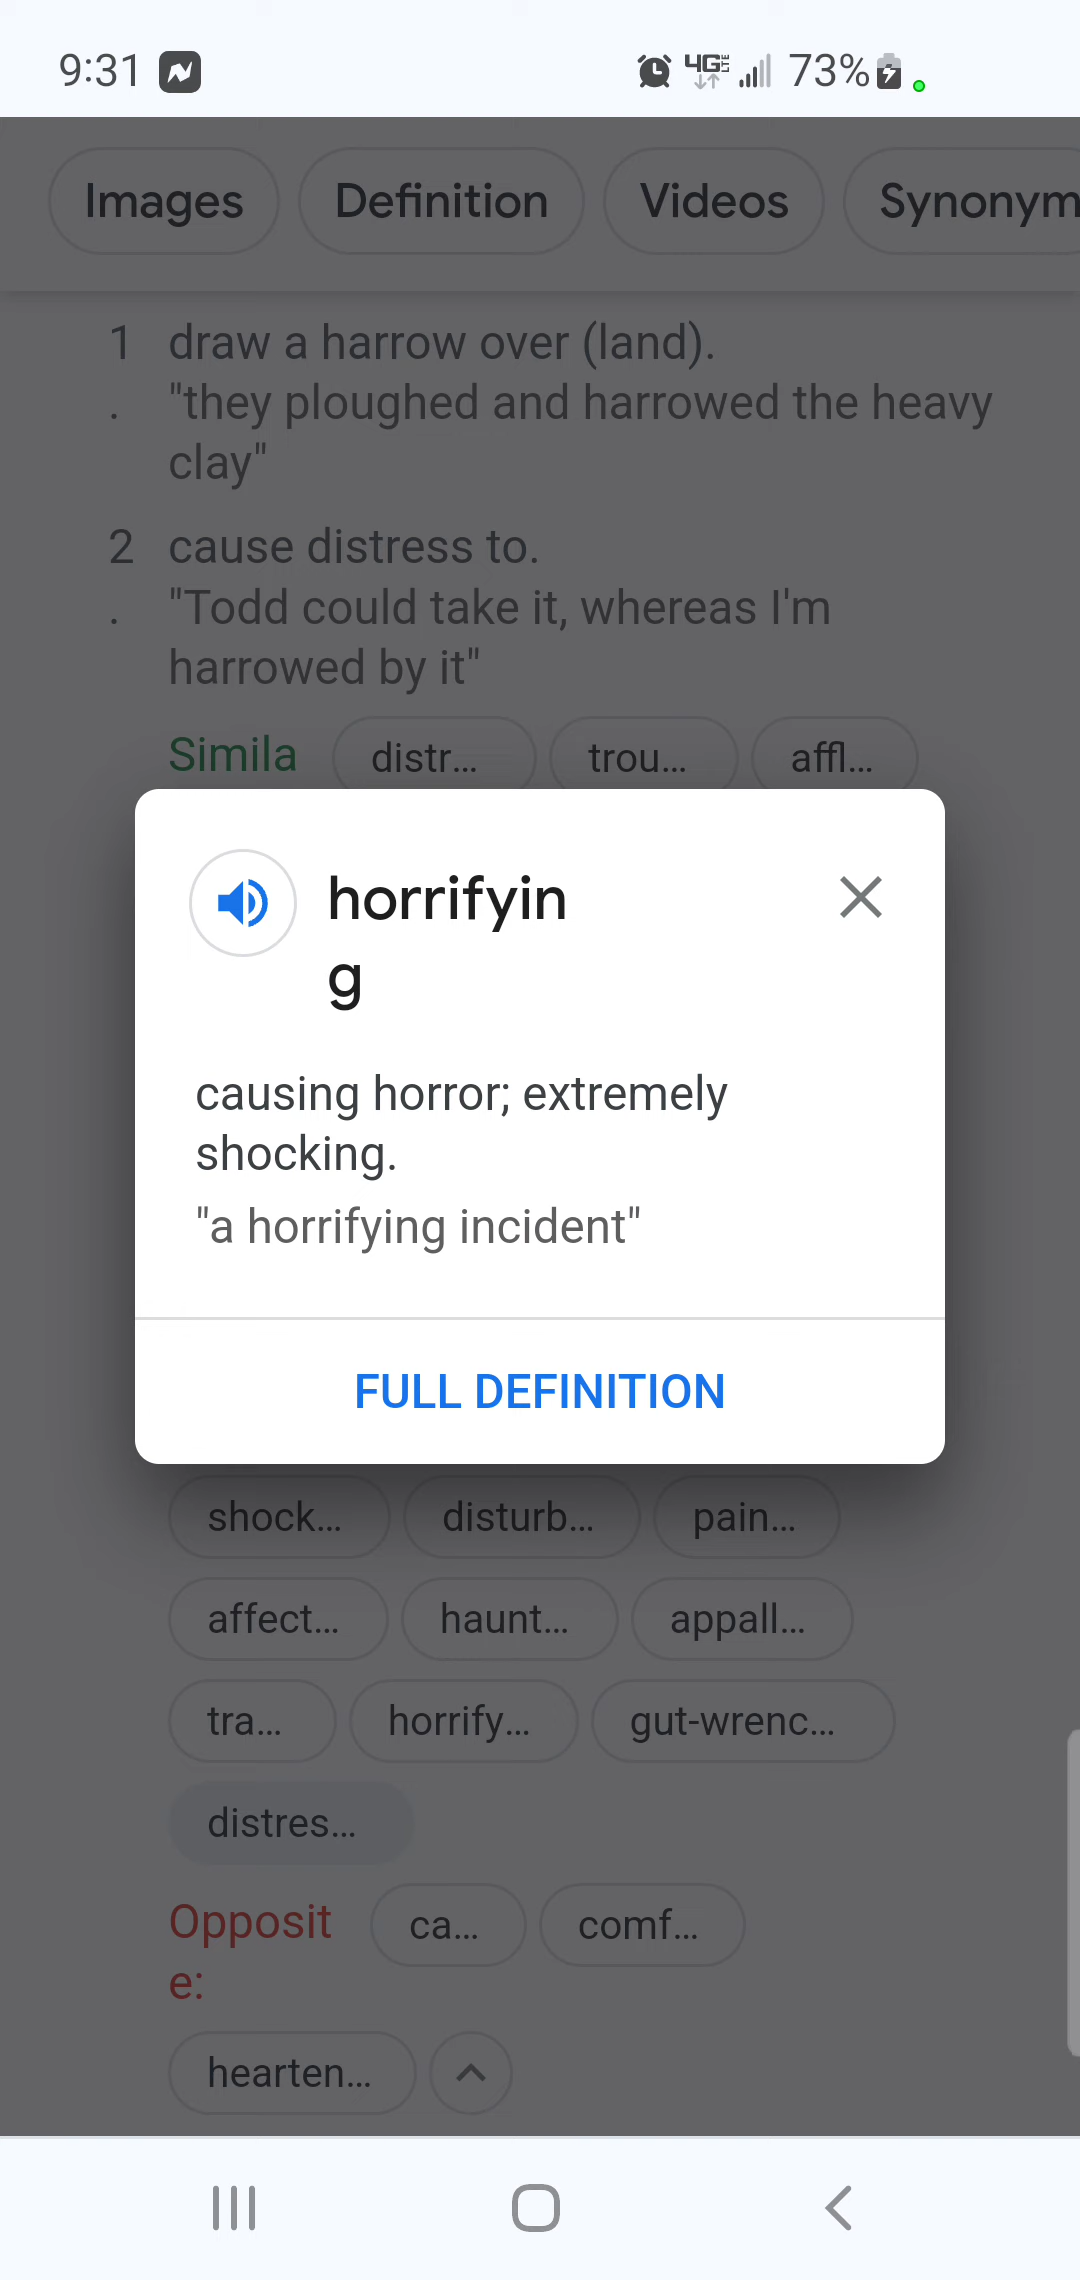 9:31
4G LTE 73%
Images Definition Videos Synonym
1 draw a harrow over (land).
. "they ploughed and harrowed the heavy
clay"
2 cause distress to.
. "Todd could take it, whereas I'm
harrowed by it"
Simila distr... trou... affl...
horrifyin
g
causing horror; extremely
shocking.
"a horrifying incident"
FULL DEFINITION
shock... disturb... pain...
affect... haunt... appall...
tra... horrify... gut-wrenc...
distres...
Opposit ca... comf...
e:
hearten...